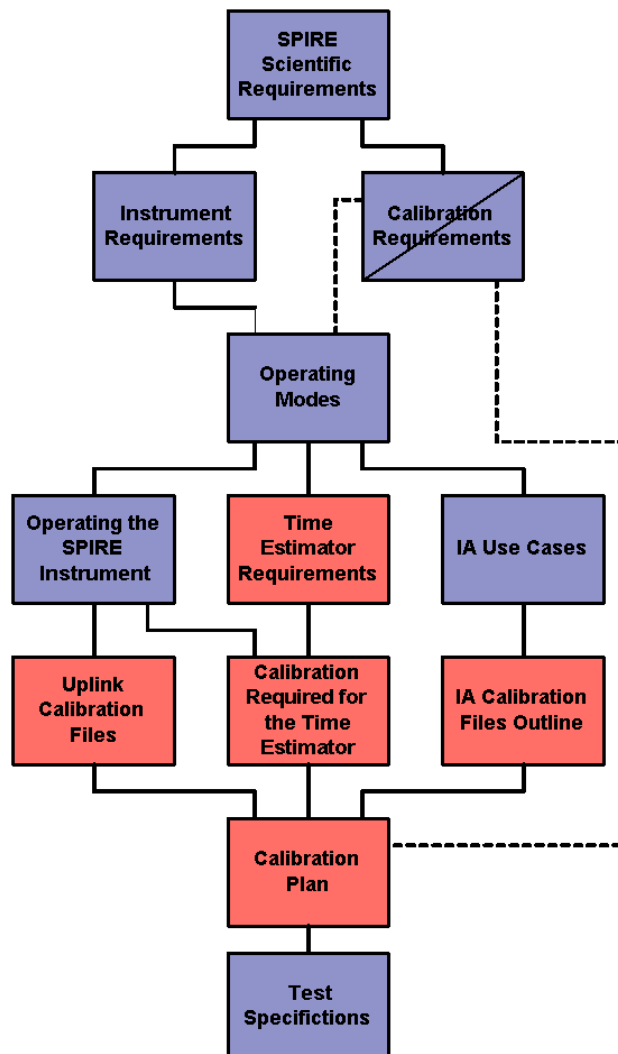 SPIRE
Scientific
Requirements
Instrument
Requirements
Calibration
Requirements
Operating
Modes
Operating the
SPIRE
Instrument
Time
Estimator
Requirements
IA Use Cases
Uplink
Calibration
Files
Calibration
Required for
the Time
Estimator
IA Calibration
Files Outline
Calibration
Plan
Test
Specifictions